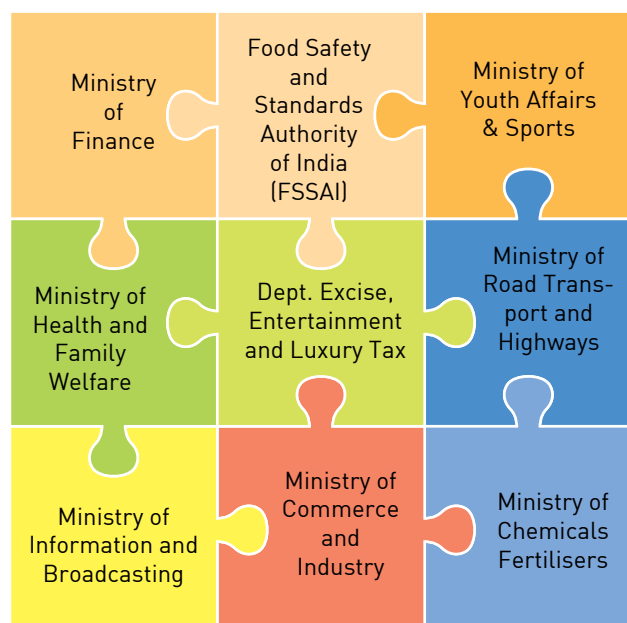 Ministry
of
Finance
Food Safety
and
Standards
Authority
of India
(FSSAI)
Ministry of
Youth Affairs
& Sports
Ministry of
Health and
Family
Welfare
Dept. Excise,
Entertainment
and Luxury Tax
Ministry of
Road Trans-
port and
Highways
Ministry of
Information and
Broadcasting
Ministry of
Commerce
and
Industry
Ministry of
Chemicals
Fertilisers